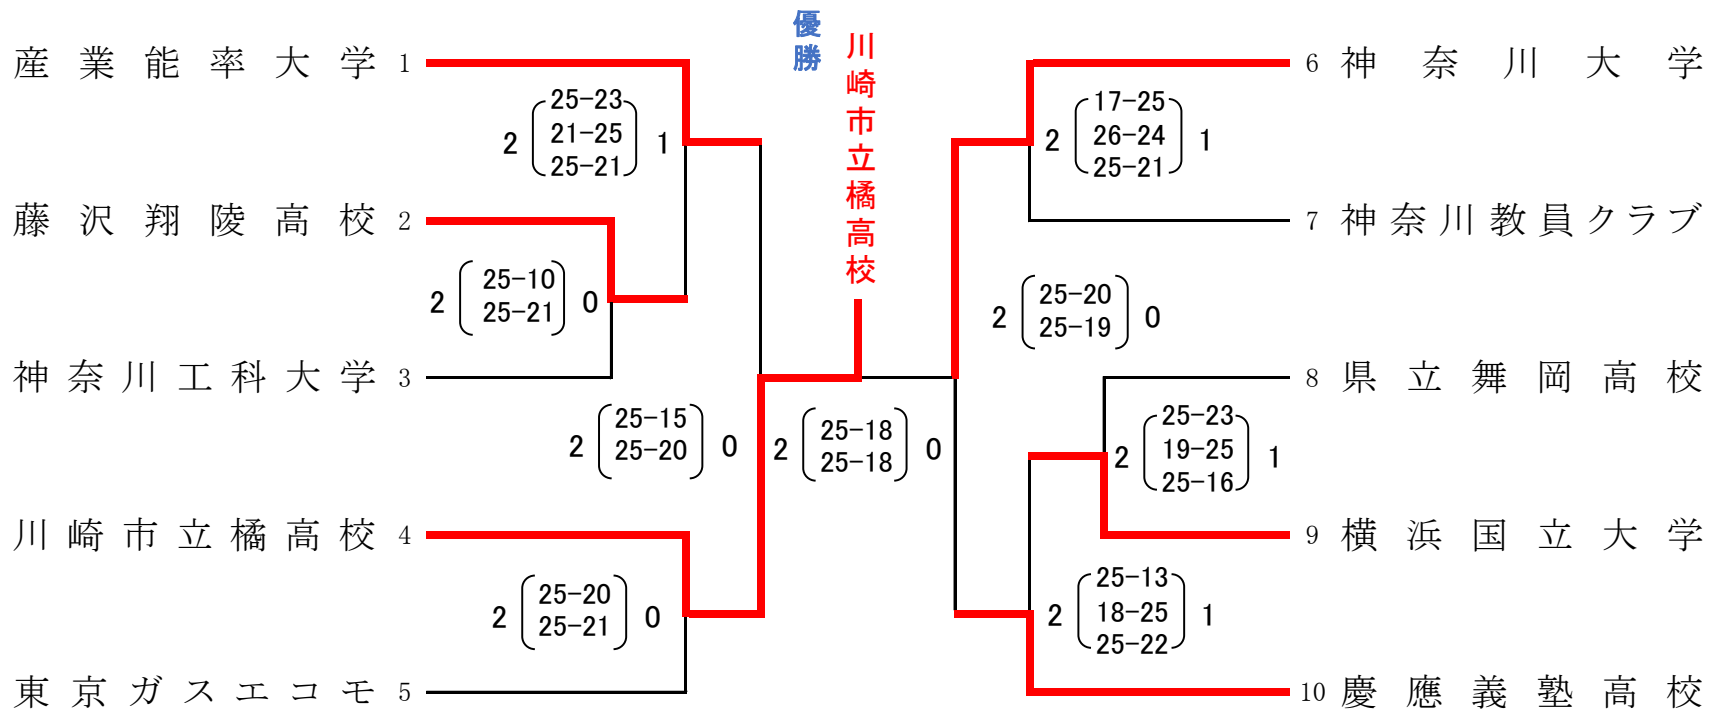 優勝
川崎市立橘高校
産業能率大学 1
25-23
2 21-25 1
25-21
藤沢翔陵高校 2
25-10
2 25-21 0
神奈川工科大学 3
25-15
2 25-20 0
川崎市立橘高校 4
25-20
2 25-21 0
東京ガスエコモ 5
25-18
2 25-18 0
6 神奈川大学
17-25
2 26-24 1
25-21
7 神奈川教員クラブ
25-20
2 25-19 0
8 県立舞岡高校
25-23
2 19-25 1
25-16
9 横浜国立大学
25-13
2 18-25 1
25-22
10 慶應義塾高校